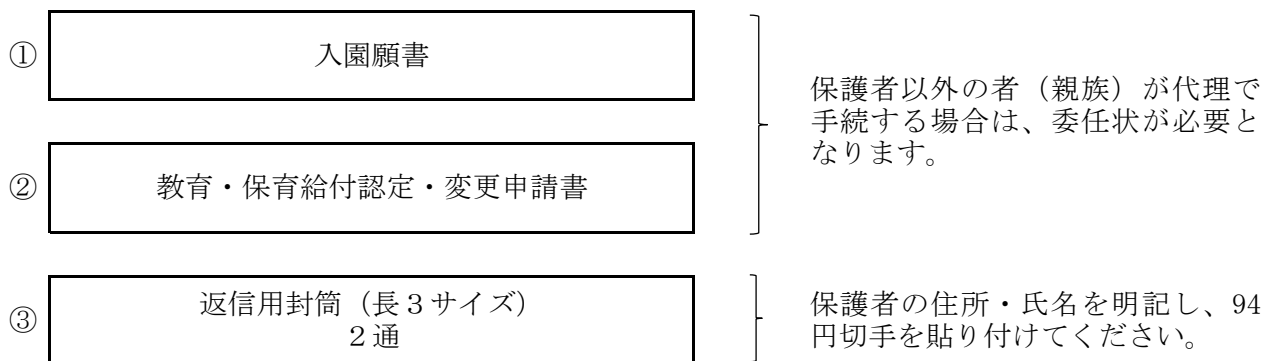 ① 入園願書
保護者以外の者（親族）が代理で
手続する場合は、委任状が必要と
なります。
② 教育・保育給付認定・変更申請書
③ 返信用封筒（長３サイズ）
２通
保護者の住所・氏名を明記し、94
円切手を貼り付けてください。